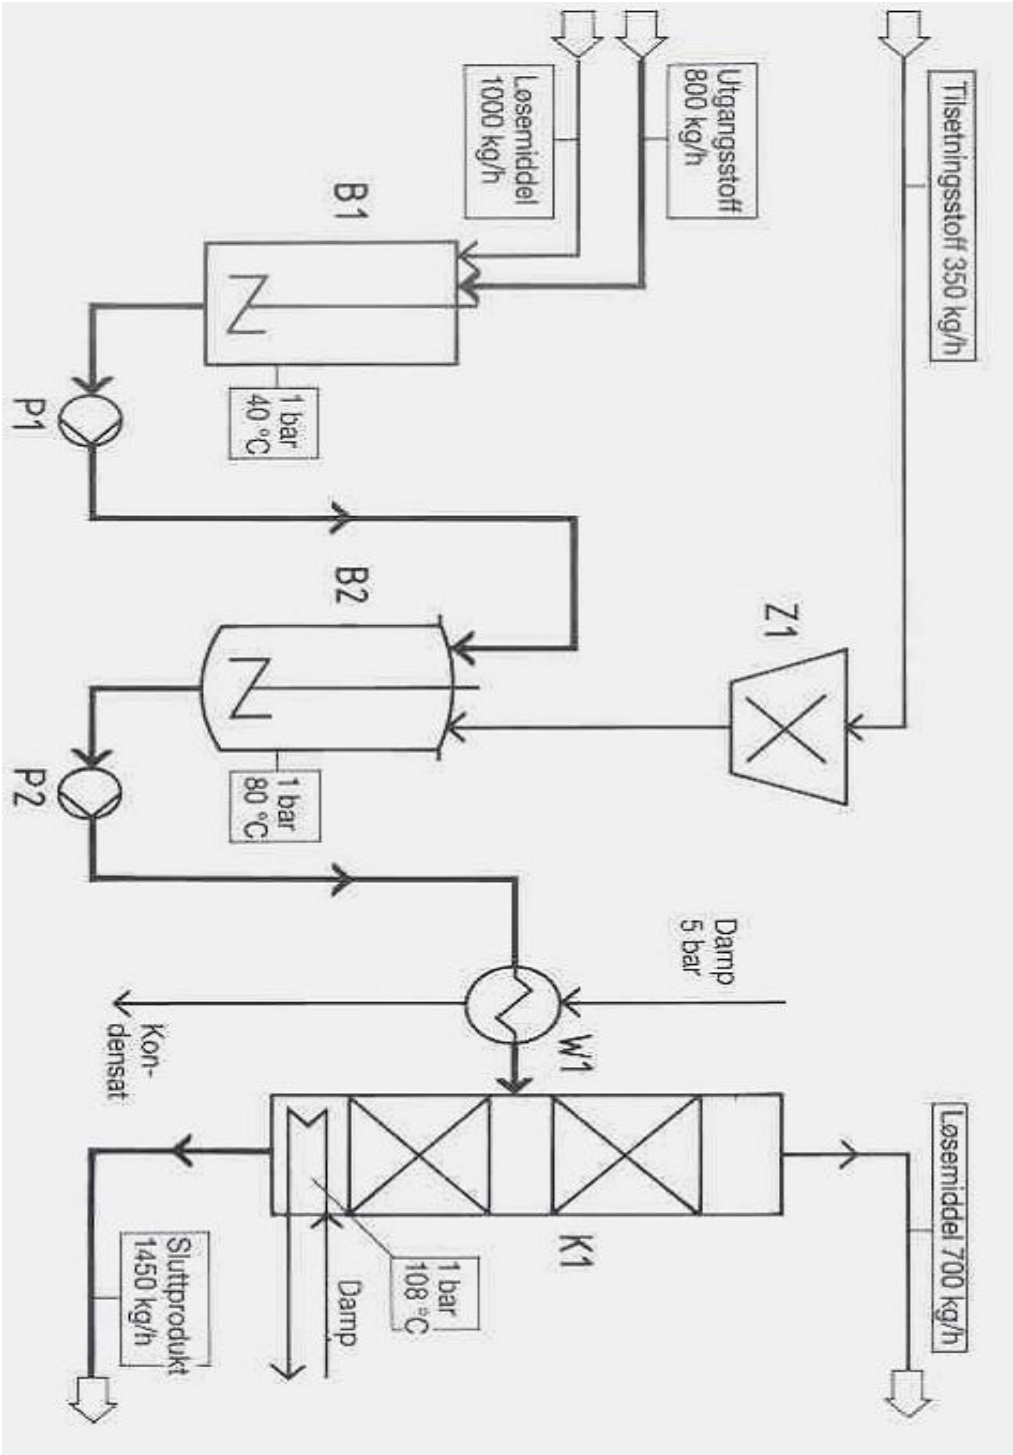 Tilsetningsstoff 350 kg/h
Utgangsstoff
800 kg/h
Løsemiddel
1000 kg/h
B1
1 bar
40 °C
P1
Z1
B2
1 bar
80 °C
P2
Damp
5 bar
W1
Kon-
densat
Løsemiddel 700 kg/h
K1
1 bar
108 °C
Damp
Sluttprodukt
1450 kg/h